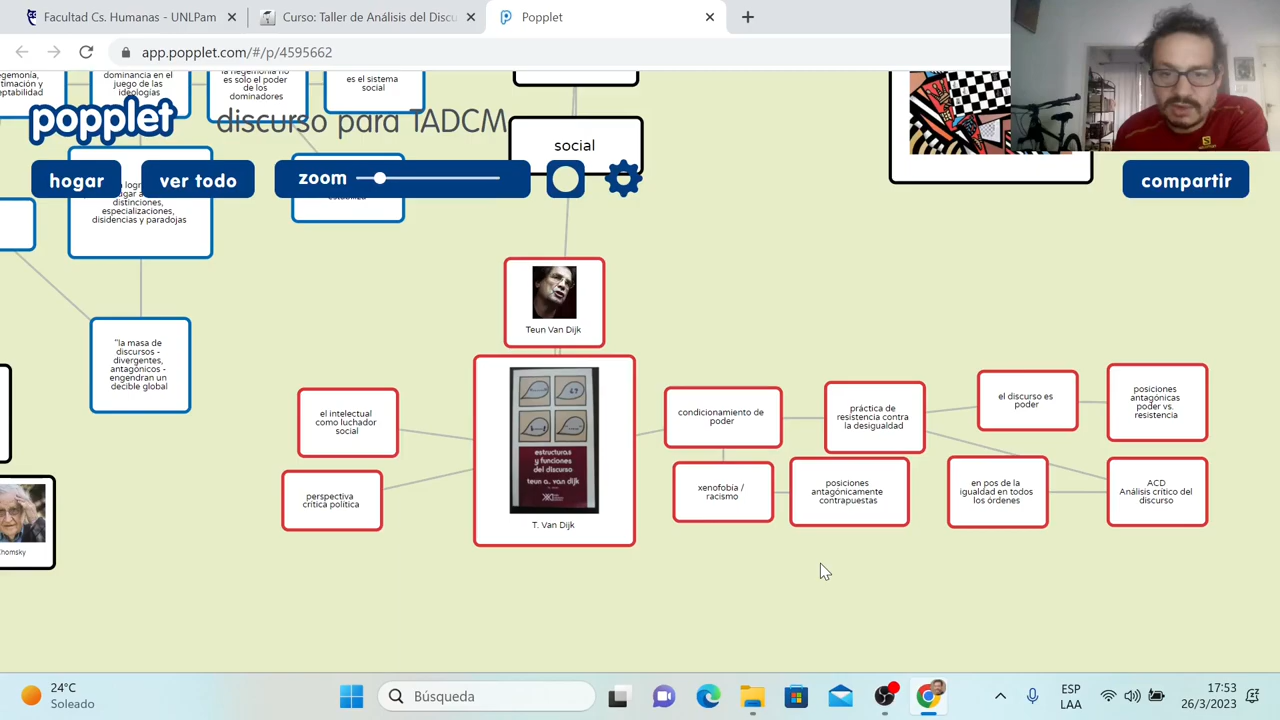 Facultad Cs. Humanas - UNLPam
Curso: Taller de Análisis del Discu
Popplet
app.popplet.com/#/p/4595662
dominancia en el
juego de las
ideologías
la hegemonía no
es solo el poder
de los
dominadores
es el sistema
social
popplet
discurso para TADCM
social
hogar
ver todo
zoom
compartir
distinciones,
especializaciones,
disidencias y paradojas
Teun Van Dijk
"la masa de
discursos -
divergentes,
antagónicos -
engendran un
decible global
el intelectual
como luchador
social
perspectiva
crítica política
estructuras
y funciones
del discurso
teun a. van dijk
T. Van Dijk
condicionamiento de
poder
práctica de
resistencia contra
la desigualdad
el discurso es
poder
posiciones
antagónicas
poder vs.
resistencia
xenofobia /
racismo
posiciones
antagónicamente
contrapuestas
en pos de la
igualdad en todos
los órdenes
ACD
Análisis crítico del
discurso
homsky
24°C
Soleado
Búsqueda
ESP
LAA
17:53
26/3/2023